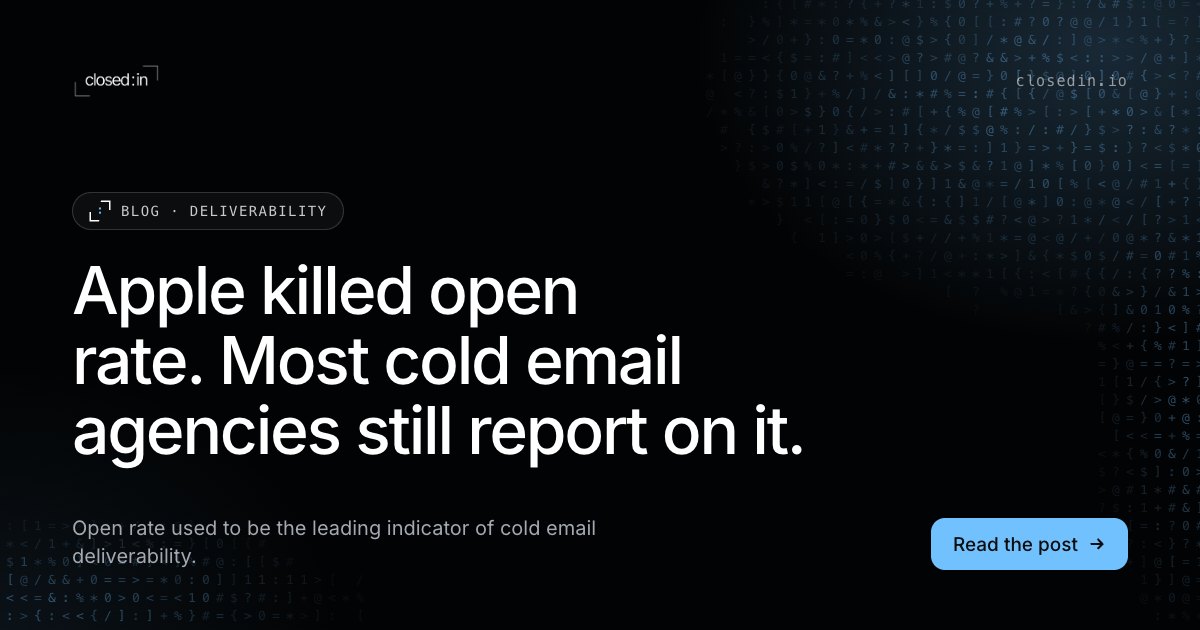 closed:in
closedin.io
BLOG · DELIVERABILITY
Apple killed open
rate. Most cold email
agencies still report on it.
Open rate used to be the leading indicator of cold email
deliverability.
Read the post →